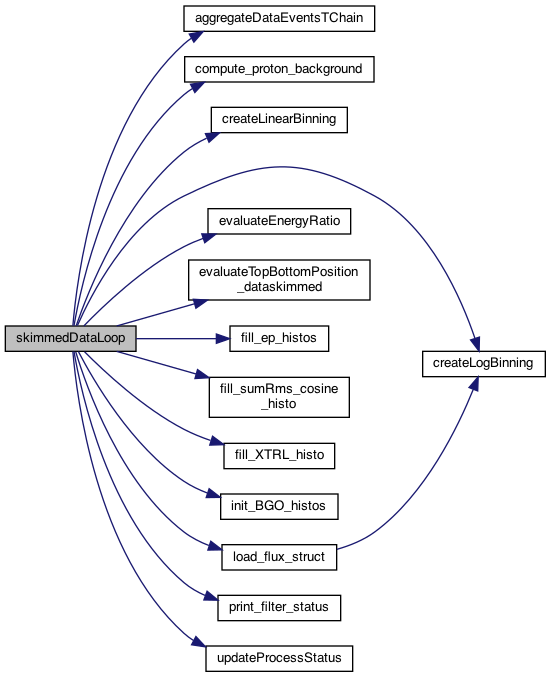 aggregateDataEventsTChain
compute_proton_background
createLinearBinning
evaluateEnergyRatio
evaluateTopBottomPosition
_dataskimmed
skimmedDataLoop
fill_ep_histos
createLogBinning
fill_sumRms_cosine
_histo
fill_XTRL_histo
init_BGO_histos
load_flux_struct
print_filter_status
updateProcessStatus